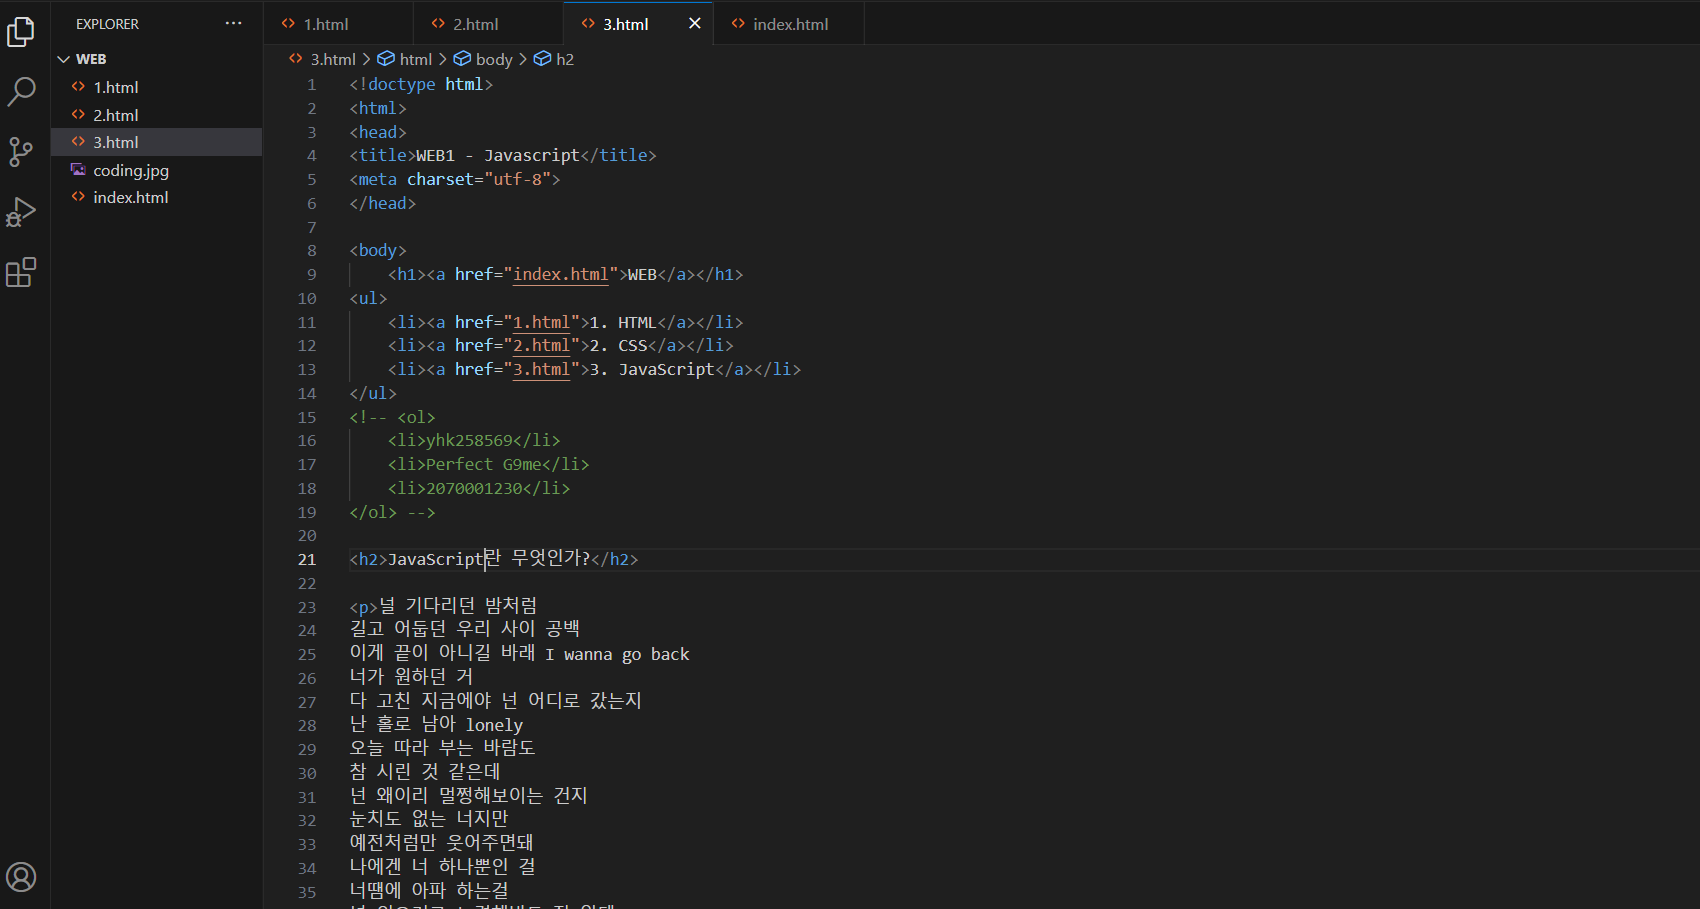 EXPLORER ···
WEB
1.html
2.html
3.html
coding.jpg
index.html
1.html 2.html 3.html index.html
3.html > html > body > h2
1 <!doctype html>
2 <html>
3 <head>
4 <title>WEB1 - Javascript</title>
5 <meta charset="utf-8">
6 </head>
7
8 <body>
9 <h1><a href="index.html">WEB</a></h1>
10 <ul>
11 <li><a href="1.html">1. HTML</a></li>
12 <li><a href="2.html">2. CSS</a></li>
13 <li><a href="3.html">3. JavaScript</a></li>
14 </ul>
15 <!-- <ol>
16 <li>yhk258569</li>
17 <li>Perfect G9me</li>
18 <li>2070001230</li>
19 </ol> -->
20
21 <h2>JavaScript란 무엇인가?</h2>
22
23 <p>널 기다리던 밤처럼
24 길고 어둡던 우리 사이 공백
25 이게 끝이 아니길 바래 I wanna go back
26 너가 원하던 거
27 다 고친 지금에야 넌 어디로 갔는지
28 난 홀로 남아 lonely
29 오늘 따라 부는 바람도
30 참 시린 것 같은데
31 넌 왜이리 멀쩡해보이는 건지
32 눈치도 없는 너지만
33 예전처럼만 웃어주면돼
34 나에겐 너 하나뿐인 걸
35 너땜에 아파 하는걸